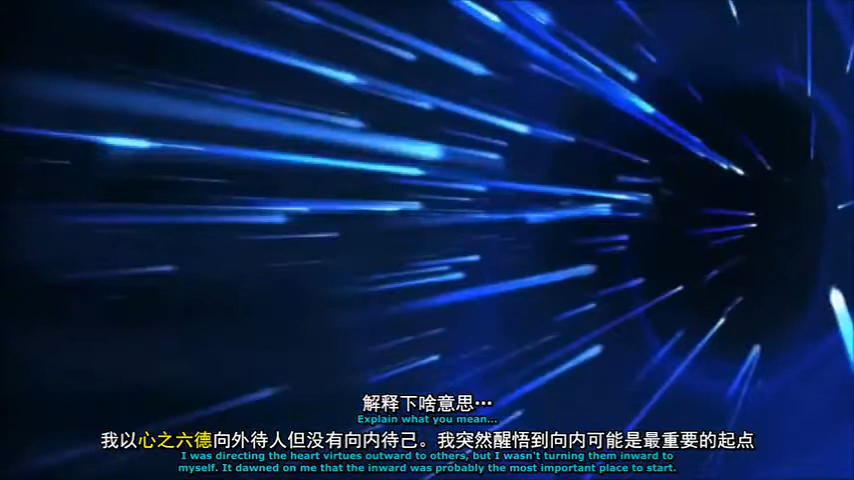 解释下啥意思…
Explain what you mean...
我以心之六德向外待人但没有向内待己。我突然醒悟到向内可能是最重要的起点
I was directing the heart virtues outward to others, but I wasn't turning them inward to
myself. It dawned on me that the inward was probably the most important place to start.